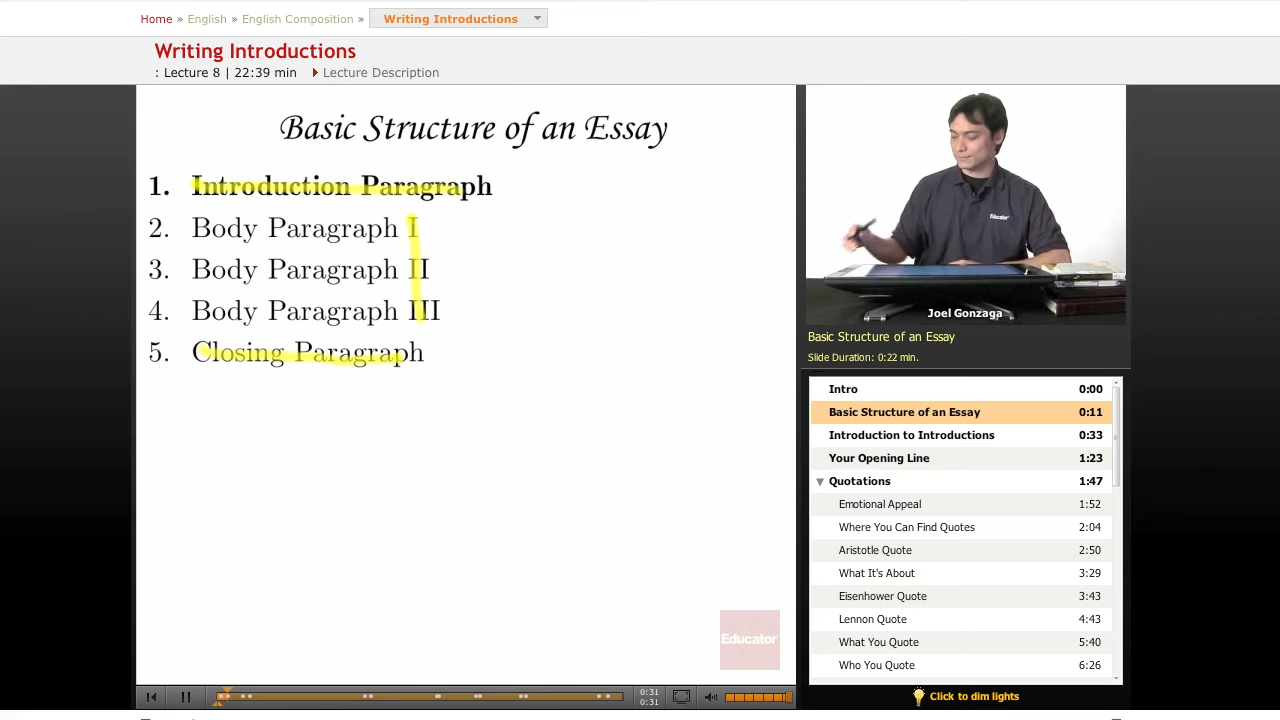 Home » English » English Composition » Writing Introductions
Writing Introductions
: Lecture 8 | 22:39 min Lecture Description
Basic Structure of an Essay
1. Introduction Paragraph
2. Body Paragraph I
3. Body Paragraph II
4. Body Paragraph III
5. Closing Paragraph
Educator
Educator
Joel Gonzaga
Basic Structure of an Essay
Slide Duration: 0:22 min.
Intro 0:00
Basic Structure of an Essay 0:11
Introduction to Introductions 0:33
Your Opening Line 1:23
Quotations 1:47
Emotional Appeal 1:52
Where You Can Find Quotes 2:04
Aristotle Quote 2:50
What It's About 3:29
Eisenhower Quote 3:43
Lennon Quote 4:43
What You Quote 5:40
Who You Quote 6:26
0:31
0:31
Click to dim lights